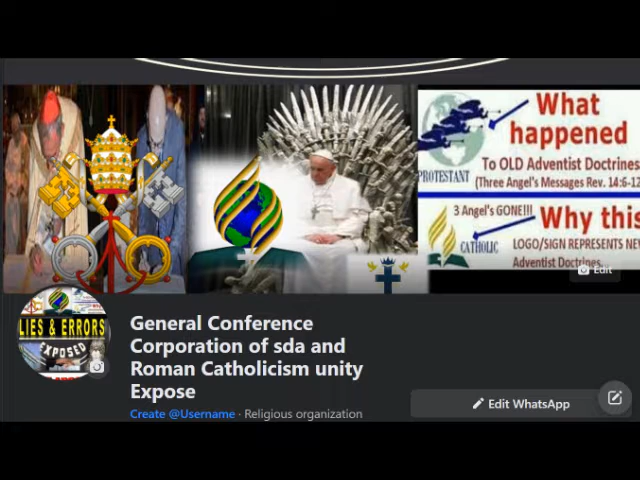 What
happened
PROTESTANT
To OLD Adventist Doctrines
(Three Angel's Messages Rev. 14:6-12
3 Angel's GONE!!!
Why this
CATHOLIC
LOGO/SIGN REPRESENTS NE
Adventist Doctrines.
Edit
LIES & ERRORS
EXPOSED
General Conference
Corporation of sda and
Roman Catholicism unity
Expose
Create @Username · Religious organization
Edit WhatsApp